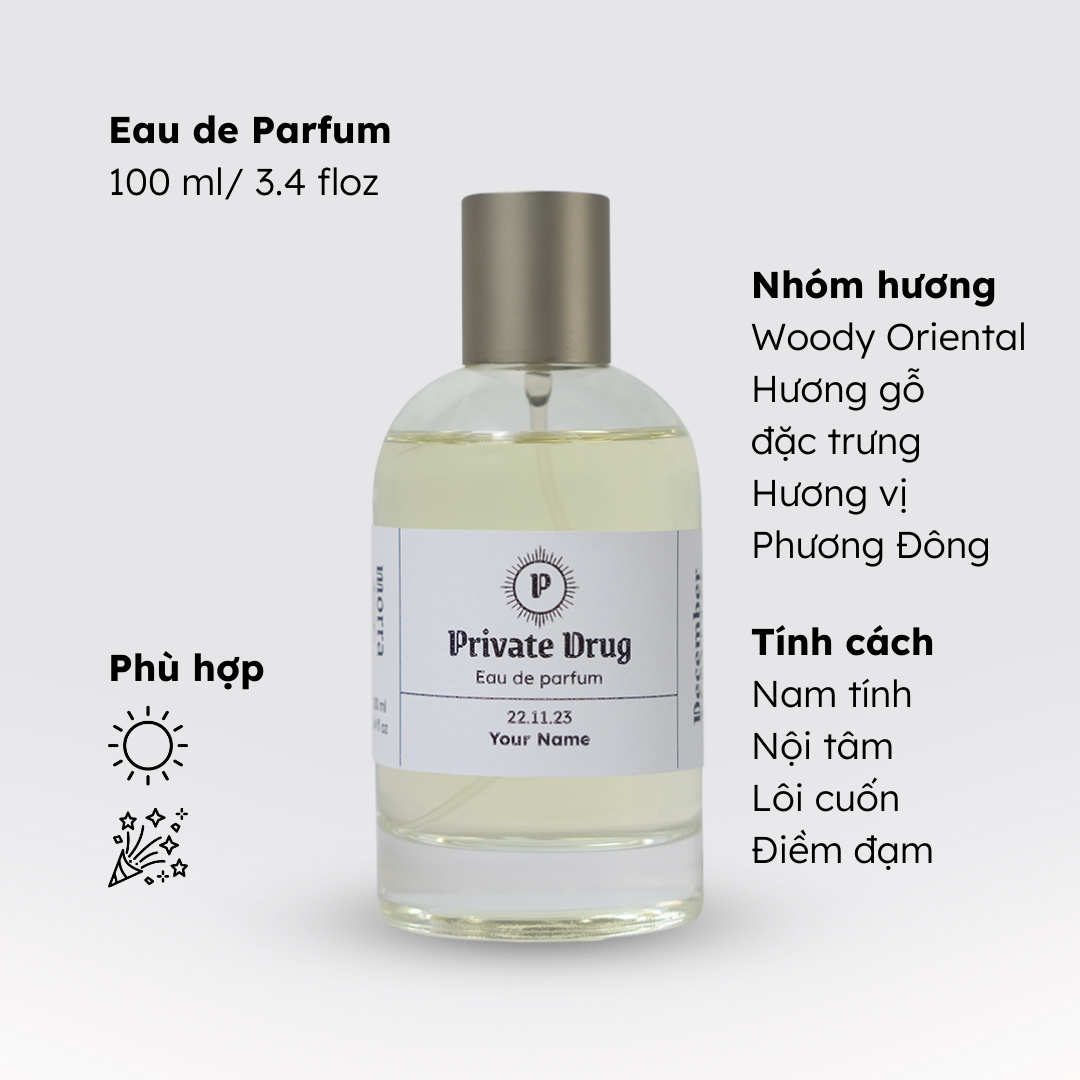 Eau de Parfum
100 ml/ 3.4 floz
Nhóm hương
Woody Oriental
Hương gỗ
đặc trưng
Hương vị
Phương Đông
Tính cách
Nam tính
Nội tâm
Lôi cuốn
Điềm đạm
Phù hợp
P
Private Drug
Eau de parfum
22.11.23
Your Name
December